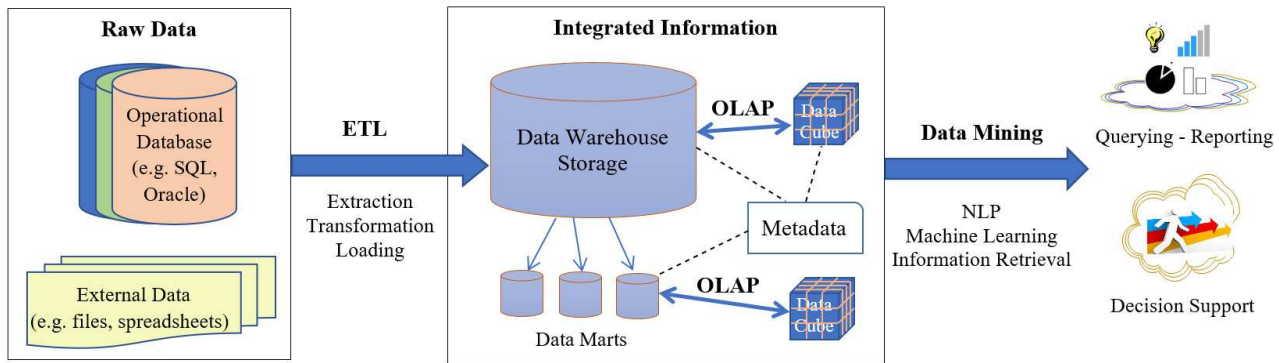 Raw Data
Operational
Database
(e.g. SQL,
Oracle)
External Data
(e.g. files, spreadsheets)
ETL
Extraction
Transformation
Loading
Integrated Information
Data Warehouse
Storage
OLAP
Data
Cube
Metadata
OLAP
Data
Cube
Data Marts
Data Mining
NLP
Machine Learning
Information Retrieval
Querying - Reporting
Decision Support